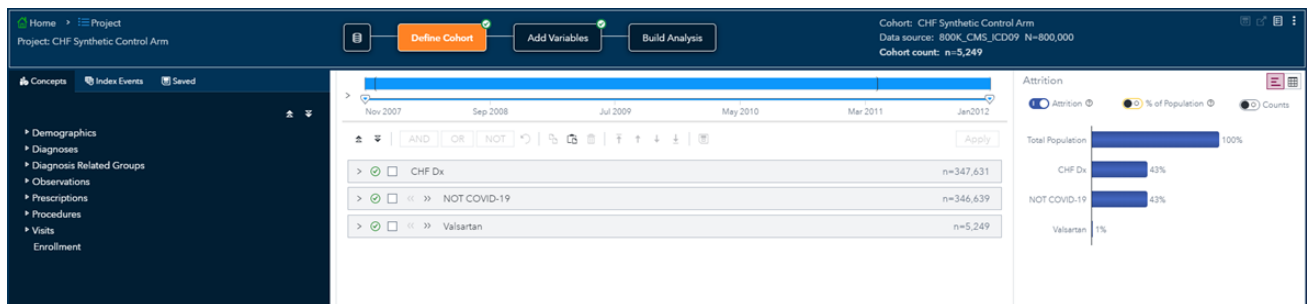 Home > Project
Project: CHF Synthetic Control Arm
Define Cohort
Add Variables
Build Analysis
Cohort: CHF Synthetic Control Arm
Data source: 800K_CMS_ICD09 N=800,000
Cohort count: n=5,249
Concepts
Index Events
Saved
Demographics
Diagnoses
Diagnosis Related Groups
Observations
Prescriptions
Procedures
Visits
Enrollment
Nov 2007
Sep 2008
Jul 2009
May 2010
Mar 2011
Jan2012
AND
OR
NOT
Apply
CHF Dx
n=347,631
NOT COVID-19
n=346,639
Valsartan
n=5,249
Attrition
Attrition
% of Population
Counts
Total Population 100%
CHF Dx 43%
NOT COVID-19 43%
Valsartan 1%